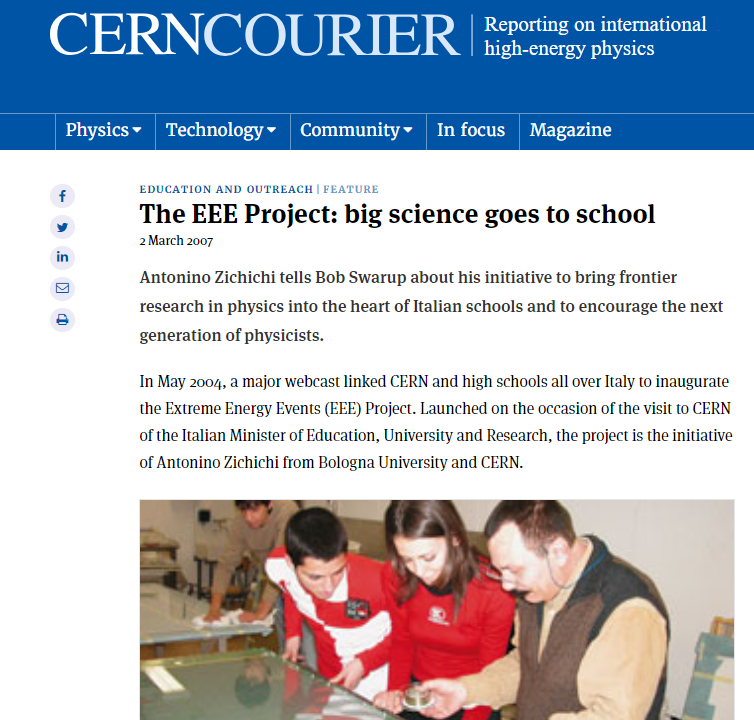 CERNCOURIER
Reporting on international
high-energy physics
Physics
Technology
Community
In focus
Magazine
EDUCATION AND OUTREACH | FEATURE
The EEE Project: big science goes to school
2 March 2007
Antonino Zichichi tells Bob Swarup about his initiative to bring frontier
research in physics into the heart of Italian schools and to encourage the next
generation of physicists.
In May 2004, a major webcast linked CERN and high schools all over Italy to inaugurate
the Extreme Energy Events (EEE) Project. Launched on the occasion of the visit to CERN
of the Italian Minister of Education, University and Research, the project is the initiative
of Antonino Zichichi from Bologna University and CERN.